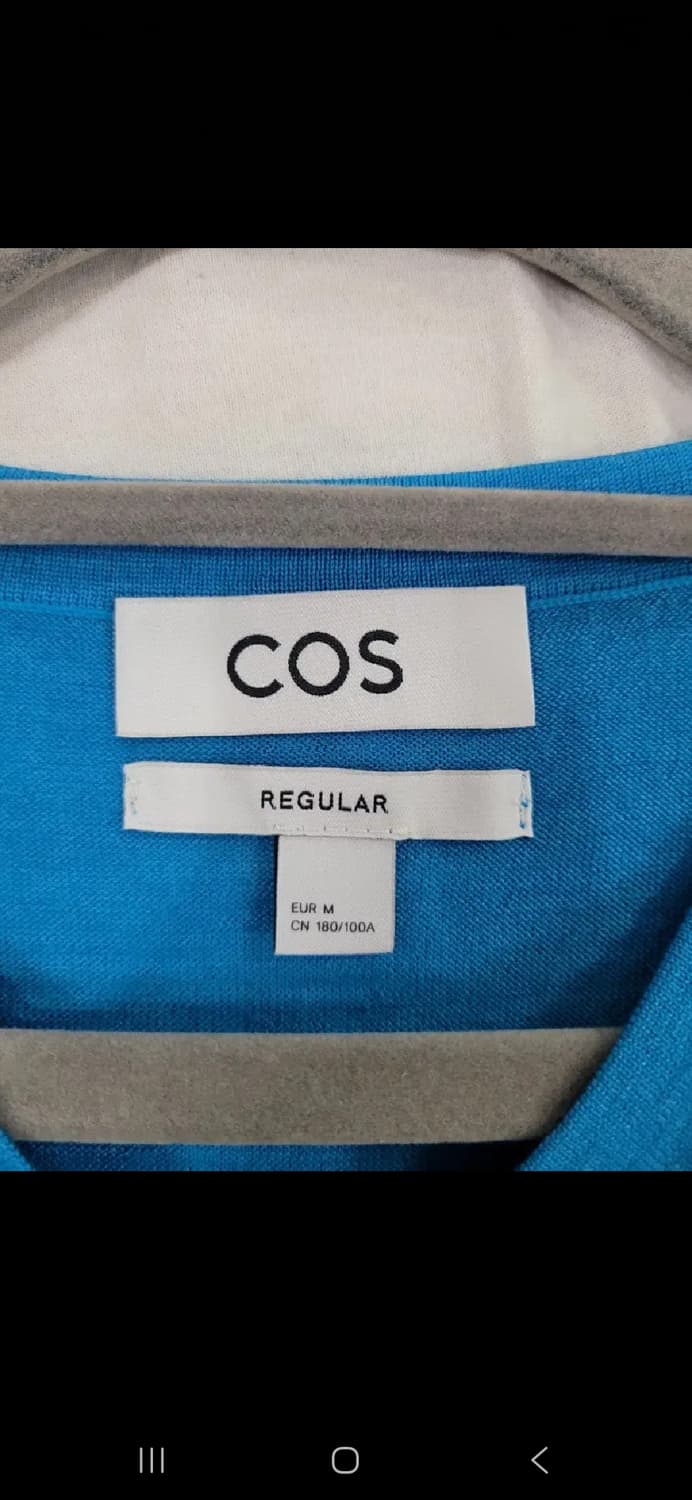 COS
REGULAR
EUR M
CN 180/100A